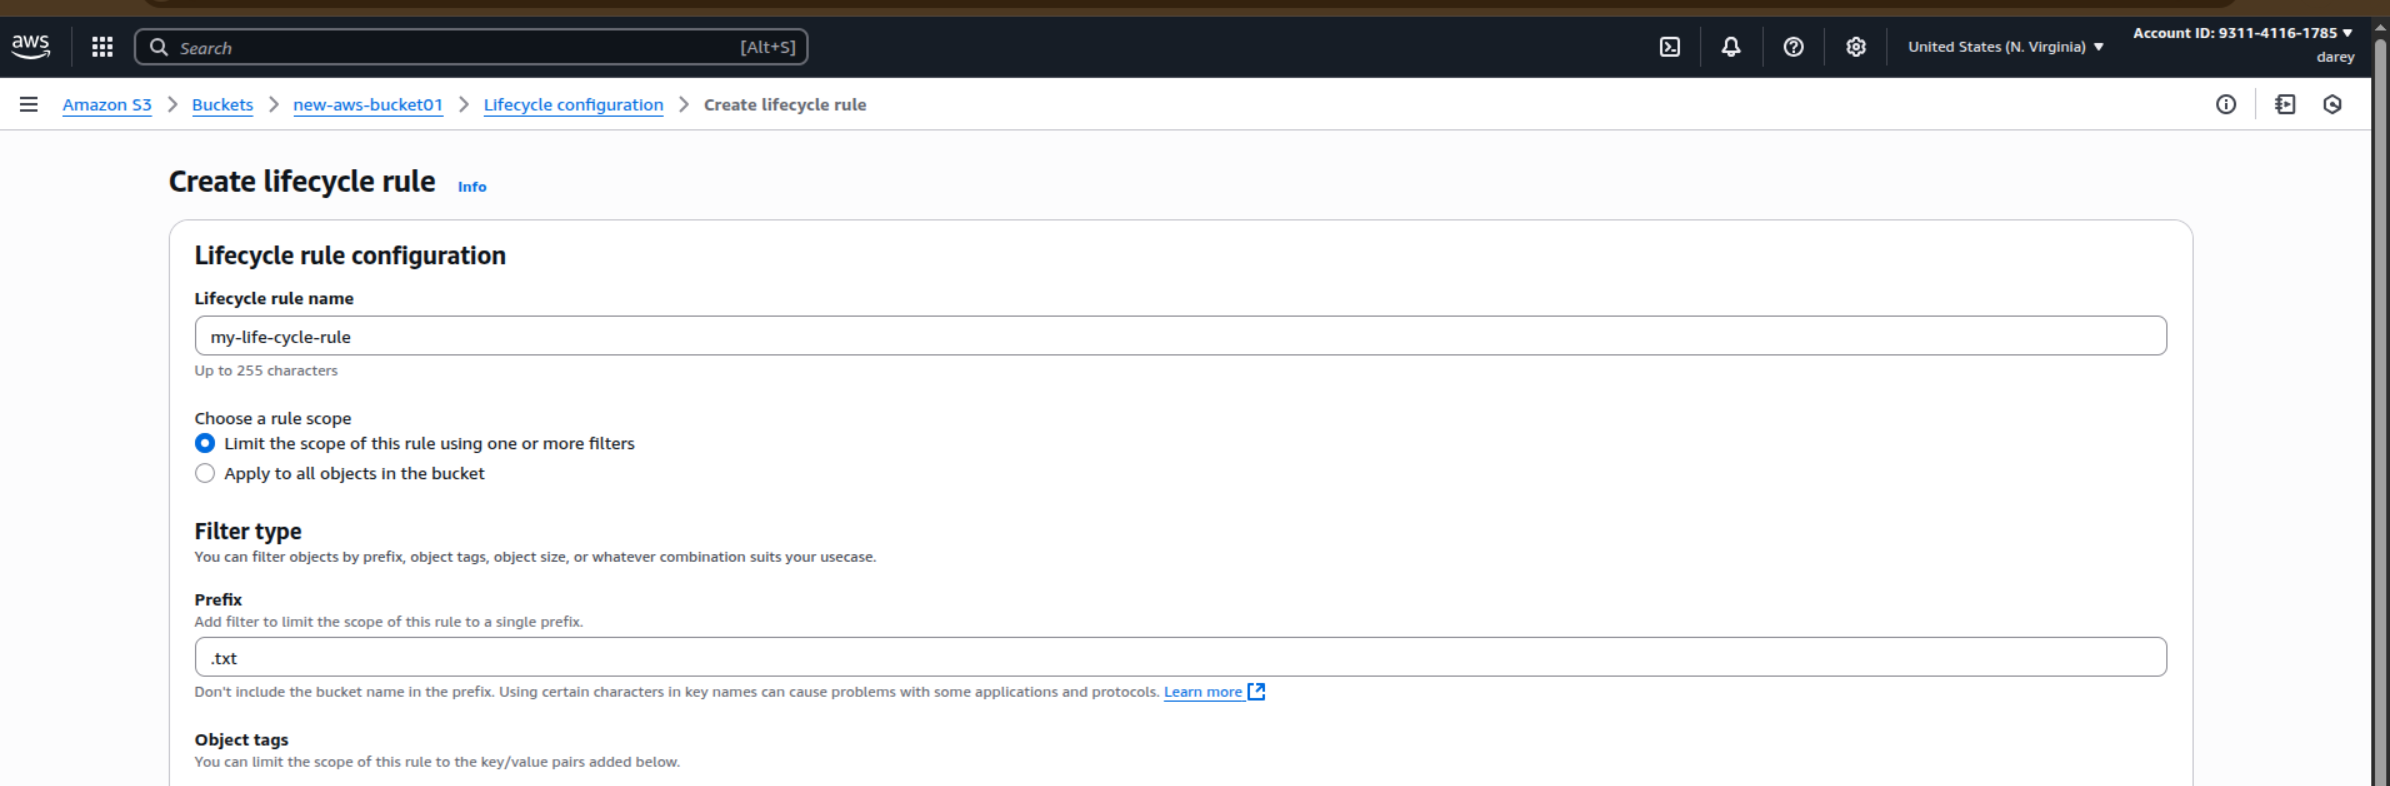 aws
Search [Alt+S]
United States (N. Virginia)
Account ID: 9311-4116-1785
darey
Amazon S3 > Buckets > new-aws-bucket01 > Lifecycle configuration > Create lifecycle rule
Create lifecycle rule Info
Lifecycle rule configuration
Lifecycle rule name
my-life-cycle-rule
Up to 255 characters
Choose a rule scope
Limit the scope of this rule using one or more filters
Apply to all objects in the bucket
Filter type
You can filter objects by prefix, object tags, object size, or whatever combination suits your usecase.
Prefix
Add filter to limit the scope of this rule to a single prefix.
.txt
Don't include the bucket name in the prefix. Using certain characters in key names can cause problems with some applications and protocols. Learn more
Object tags
You can limit the scope of this rule to the key/value pairs added below.